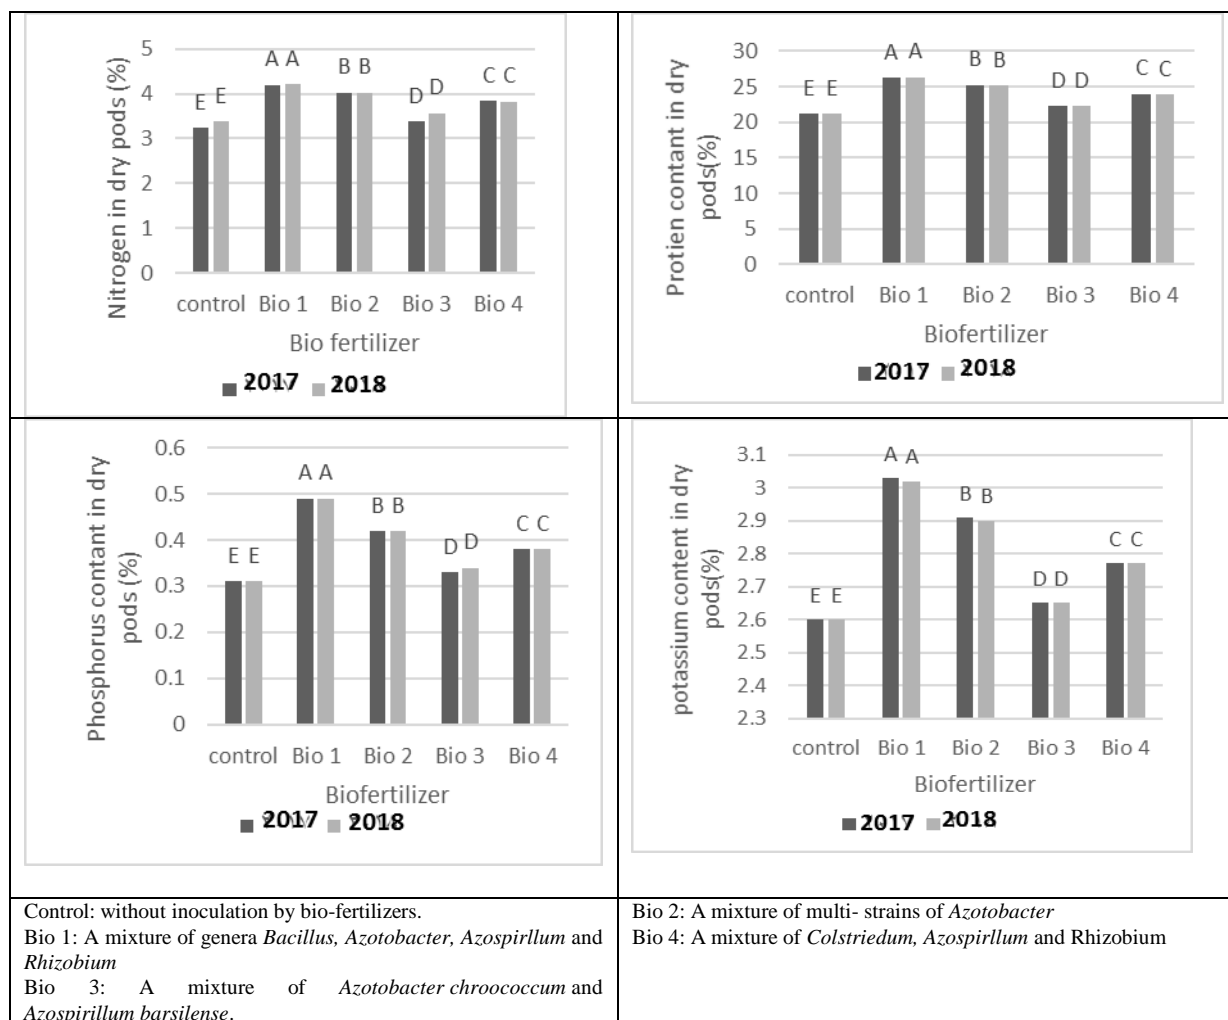 Nitrogen in dry pods (%)
5
4
3
2
1
0
E E A A B B D D C C
control Bio 1 Bio 2 Bio 3 Bio 4
Bio fertilizer
2017 2018
Protien contant in dry
pods(%)
30
25
20
15
10
5
0
E E A A B B D D C C
control Bio 1 Bio 2 Bio 3 Bio 4
Biofertilizer
2017 2018
Phosphorus contant in dry
pods (%)
0.6
0.5
0.4
0.3
0.2
0.1
0
E E A A B B D D C C
control Bio 1 Bio 2 Bio 3 Bio 4
Biofertilizer
2017 2018
potassium content in dry
pods(%)
3.1
3
2.9
2.8
2.7
2.6
2.5
2.4
2.3
E E A A B B D D C C
control Bio 1 Bio 2 Bio 3 Bio 4
Biofertilizer
2017 2018
Control: without inoculation by bio-fertilizers.
Bio 1: A mixture of genera Bacillus, Azotobacter, Azospirllum and
Rhizobium
Bio 3: A mixture of Azotobacter chroococcum and
Azospirillum barsilense.
Bio 2: A mixture of multi- strains of Azotobacter
Bio 4: A mixture of Colstriedum, Azospirllum and Rhizobium